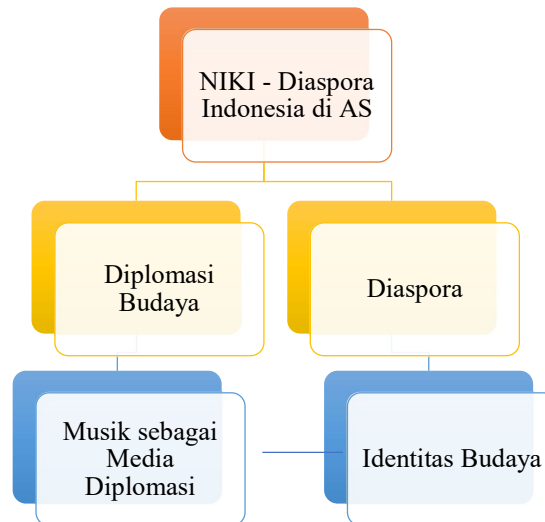 NIKI - Diaspora
Indonesia di AS
Diplomasi
Budaya
Diaspora
Musik sebagai
Media
Diplomasi
Identitas Budaya